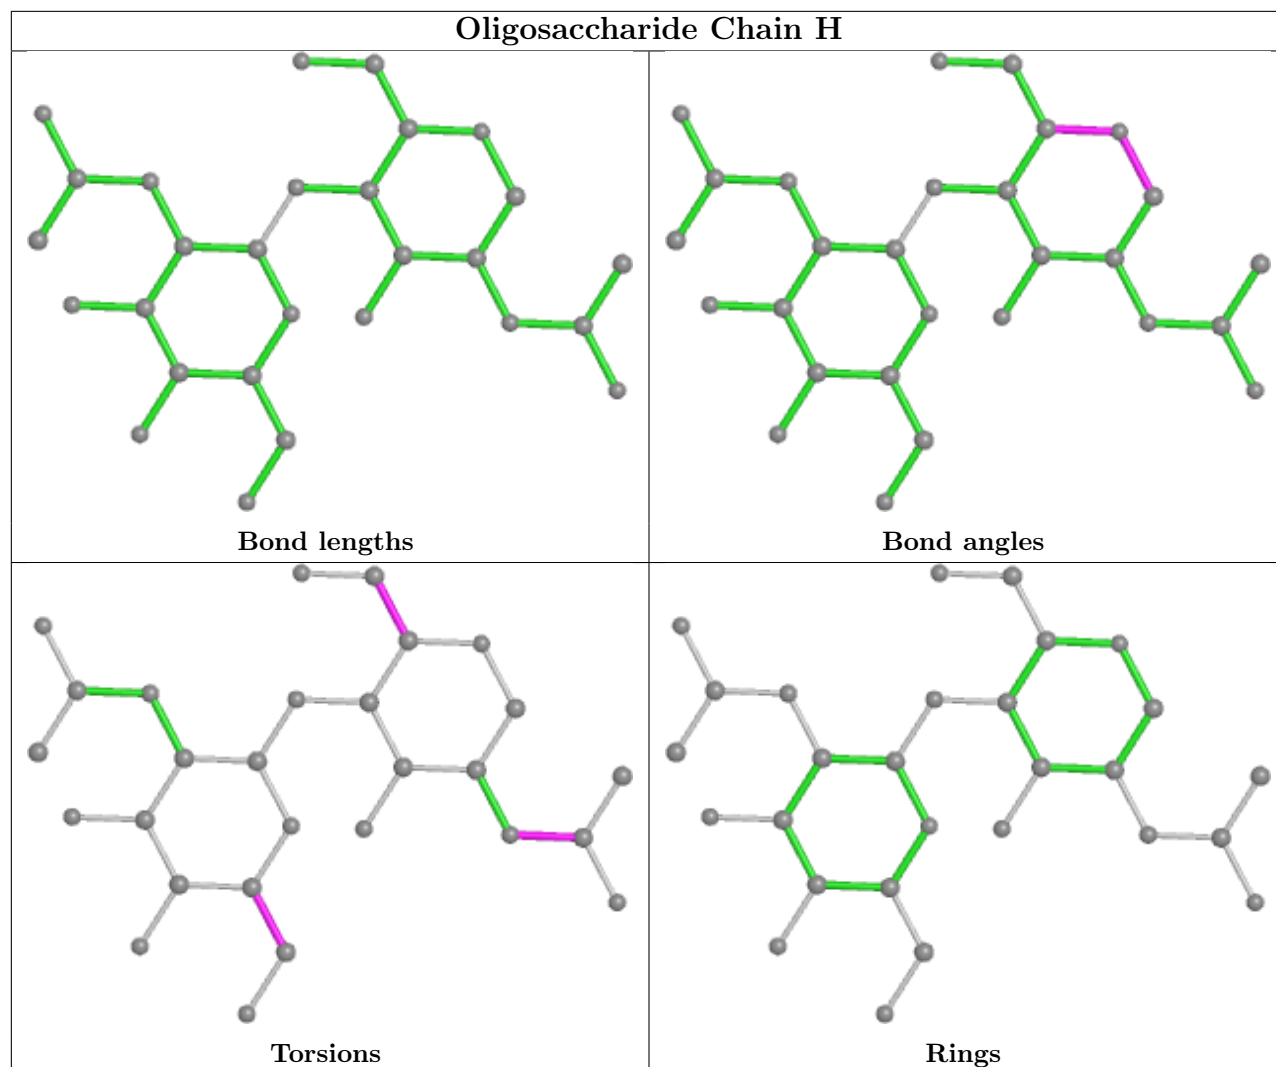 Oligosaccharide Chain H
Bond lengths
Bond angles
Torsions
Rings